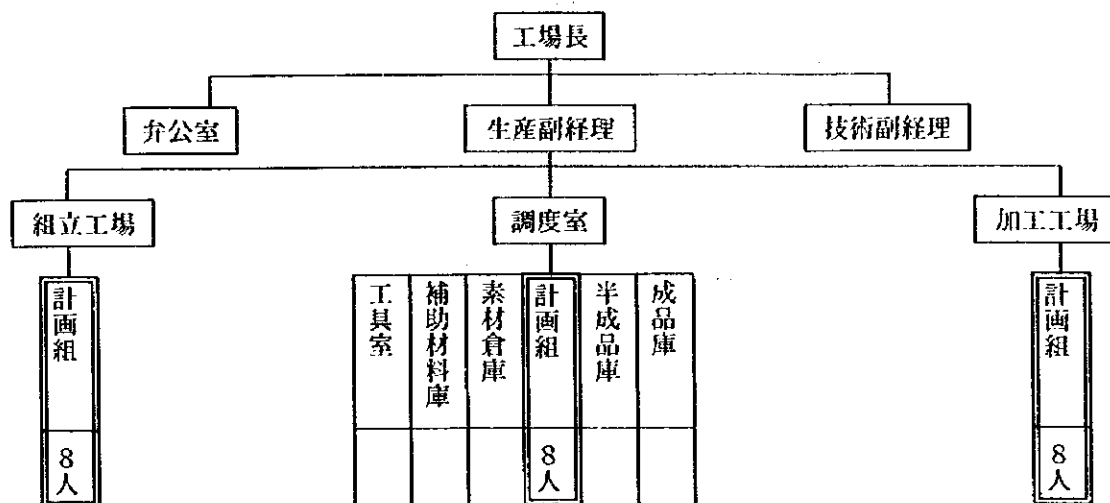 工場長
弁公室
生産副経理
技術副経理
組立工場
調度室
加工工場
計画組
8人
工具室
補助材料庫
素材倉庫
計画組
8人
半成品庫
成品庫
計画組
8人